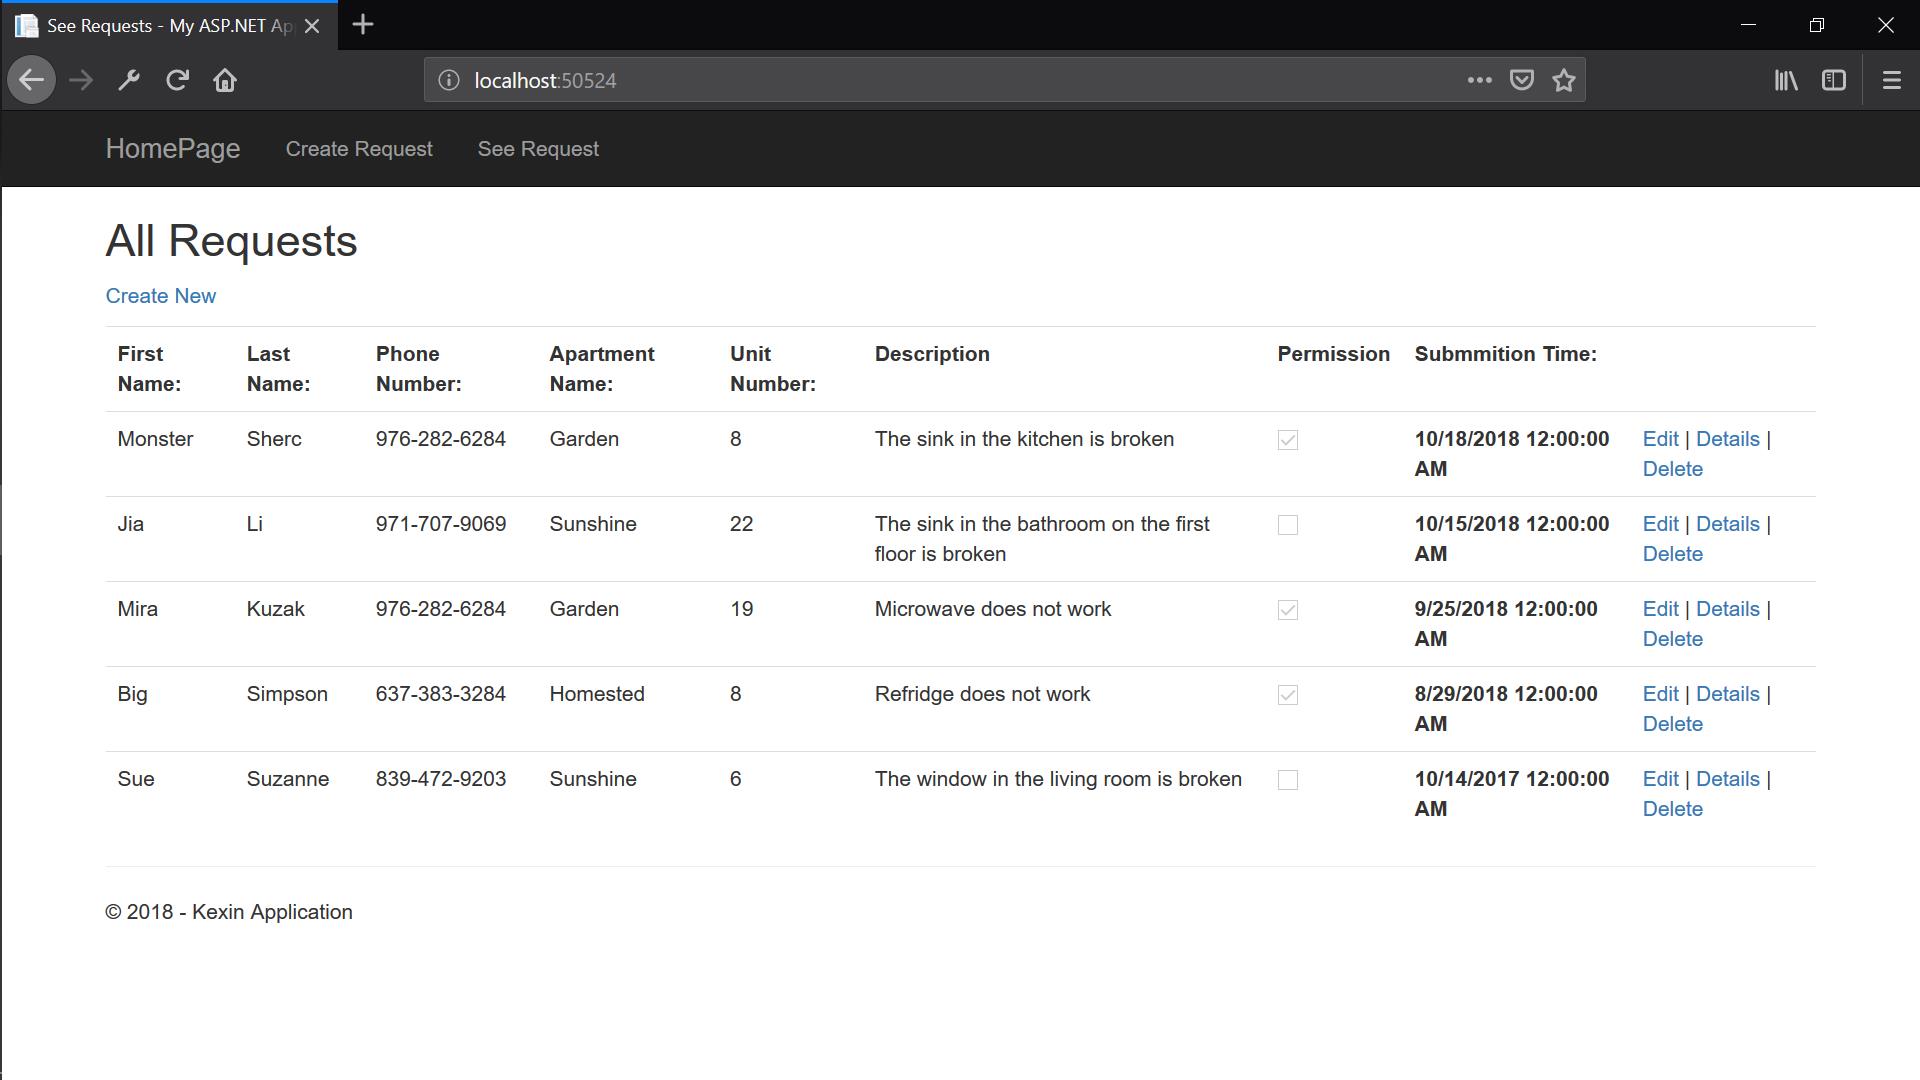 See Requests - My ASP.NET Ap
localhost:50524
HomePage Create Request See Request
All Requests
Create New
First Name: Last Name: Phone Number: Apartment Name: Unit Number: Description Permission Submmition Time:
Monster Sherc 976-282-6284 Garden 8 The sink in the kitchen is broken 10/18/2018 12:00:00 AM Edit | Details | Delete
Jia Li 971-707-9069 Sunshine 22 The sink in the bathroom on the first floor is broken 10/15/2018 12:00:00 AM Edit | Details | Delete
Mira Kuzak 976-282-6284 Garden 19 Microwave does not work 9/25/2018 12:00:00 AM Edit | Details | Delete
Big Simpson 637-383-3284 Homested 8 Refridge does not work 8/29/2018 12:00:00 AM Edit | Details | Delete
Sue Suzanne 839-472-9203 Sunshine 6 The window in the living room is broken 10/14/2017 12:00:00 AM Edit | Details | Delete
© 2018 - Kexin Application